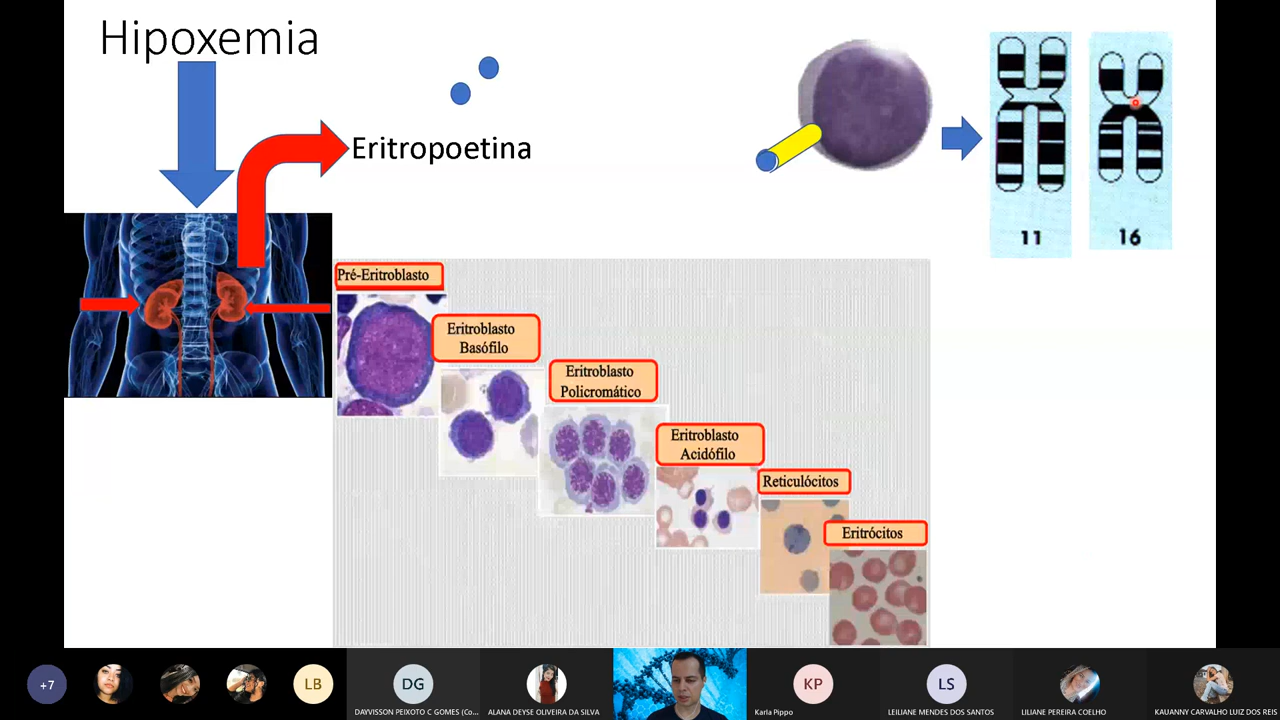 Hipoxemia
Eritropoetina
11
16
Pré-Eritroblasto
Eritroblasto
Basófilo
Eritroblasto
Policromático
Eritroblasto
Acidófilo
Reticulócitos
Eritrócitos
+7
LB
DG
KP
LS
DAVYISSON PEIXOTO C GOMES (Co...
ALANA DEYSE OLIVEIRA DA SILVA
Karla Pippo
LEILIANE MENDES DOS SANTOS
LILIANE PEREIRA COELHO
KAUANNY CARVALHO LUIZ DOS REIS